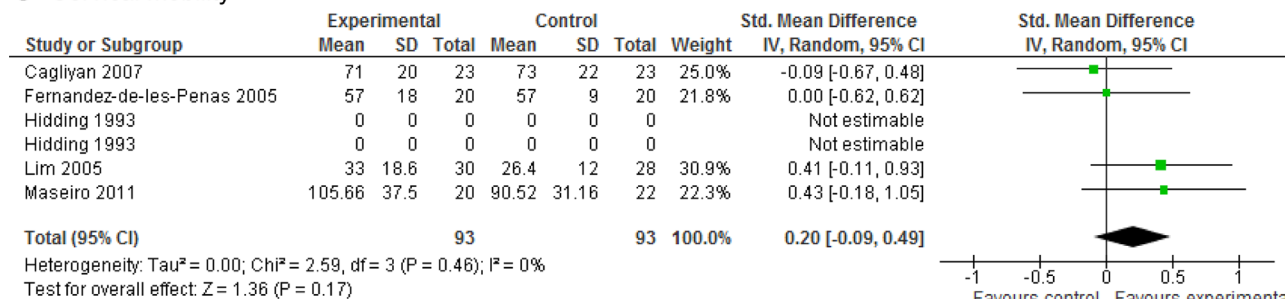 Experimental Control Std. Mean Difference Std. Mean Difference
Study or Subgroup Mean SD Total Mean SD Total Weight IV, Random, 95% CI IV, Random, 95% CI
Cagliyan 2007 71 20 23 73 22 23 25.0% -0.09 [-0.67, 0.48]
Fernandez-de-les-Penas 2005 57 18 20 57 9 20 21.8% 0.00 [-0.62, 0.62]
Hidding 1993 0 0 0 0 0 0 Not estimable
Hidding 1993 0 0 0 0 0 0 Not estimable
Lim 2005 33 18.6 30 26.4 12 28 30.9% 0.41 [-0.11, 0.93]
Maseiro 2011 105.66 37.5 20 90.52 31.16 22 22.3% 0.43 [-0.18, 1.05]
Total (95% CI) 93 93 100.0% 0.20 [-0.09, 0.49]
Heterogeneity: Tau² = 0.00; Chi² = 2.59, df = 3 (P = 0.46); I² = 0%
Test for overall effect: Z = 1.36 (P = 0.17)
-1 -0.5 0 0.5 1
Favours control Favours experimenta